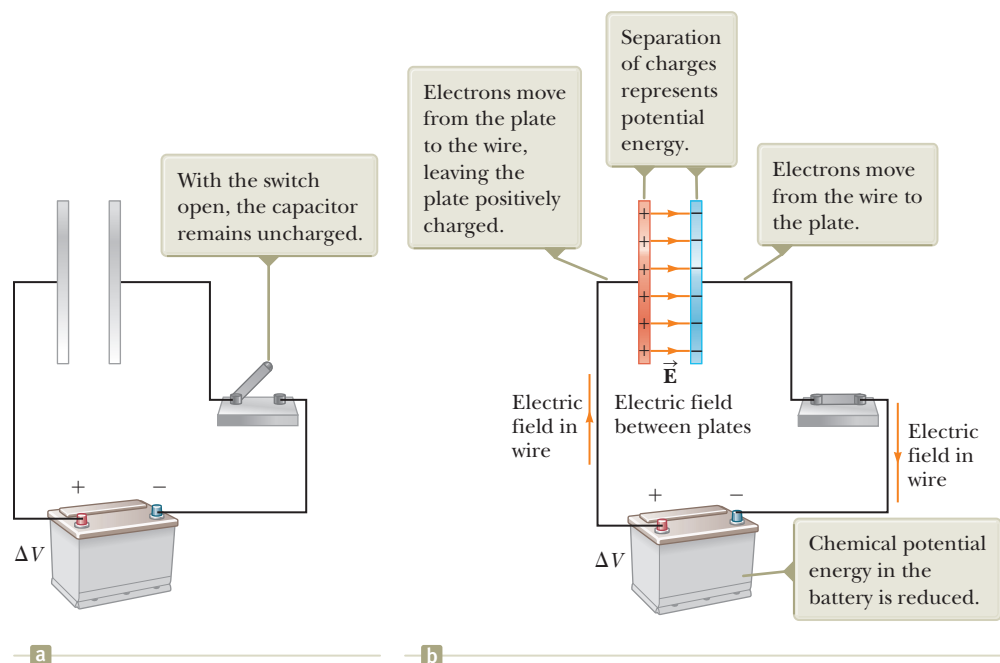 With the switch
open, the capacitor
remains uncharged.
+
−
ΔV
a
Electrons move
from the plate
to the wire,
leaving the
plate positively
charged.
Separation
of charges
represents
potential
energy.
Electrons move
from the wire to
the plate.
+ −
+ −
+ −
+ −
+ −
+ −
E⃗
Electric
field in
wire
Electric field
between plates
Electric
field in
wire
+
−
ΔV
Chemical potential
energy in the
battery is reduced.
b